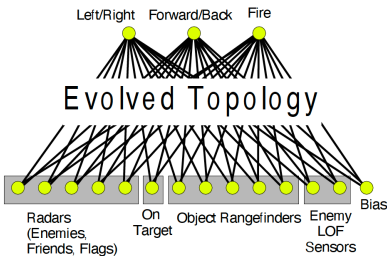 Left/Right Forward/Back Fire
Evolved Topology
Radars
(Enemies,
Friends, Flags)
On
Target
Object Rangefinders
Enemy
LOF
Sensors
Bias